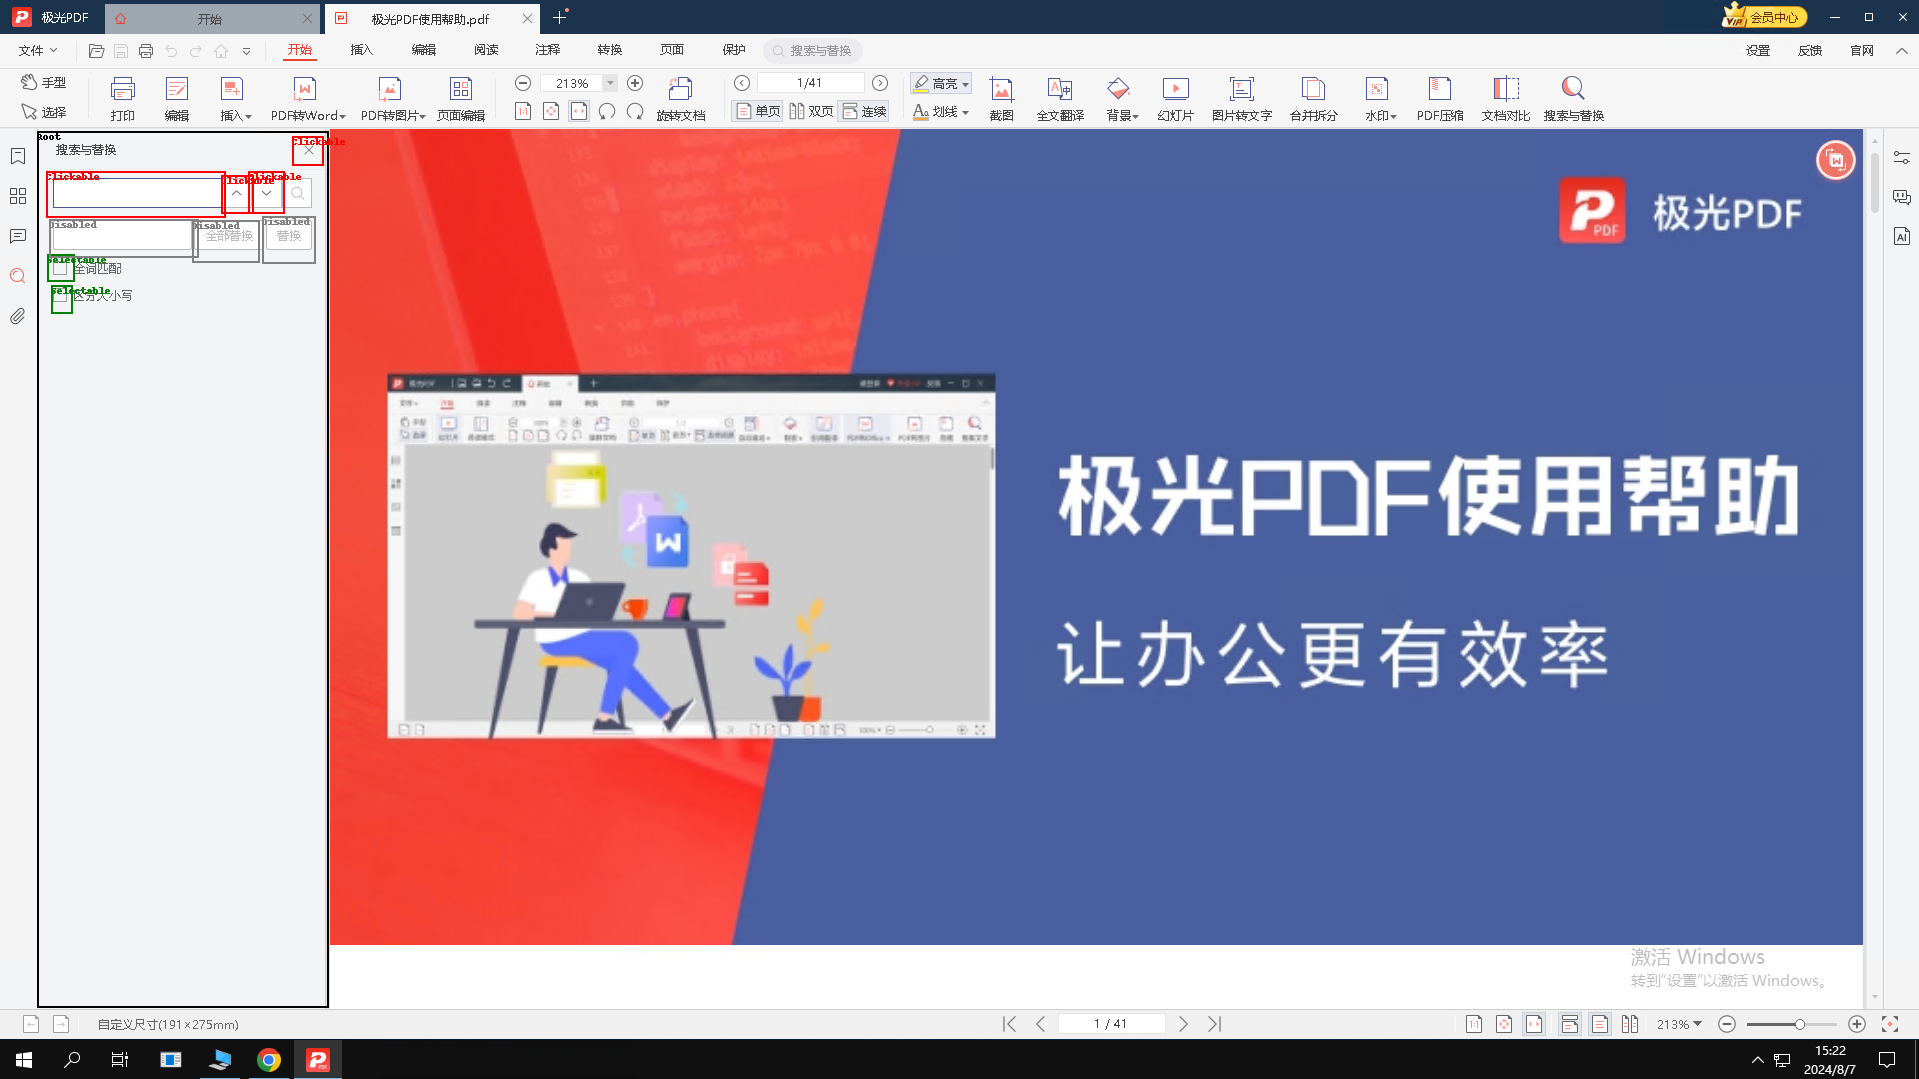 极光PDF
开始
极光PDF使用帮助.pdf
会员中心
文件
开始
插入
编辑
阅读
注释
转换
页面
保护
搜索与替换
设置
反馈
官网
手型
选择
打印
编辑
插入
PDF转Word
PDF转图片
页面编辑
213%
旋转文档
1/41
单页
双页
连续
高亮
划线
截图
全文翻译
背景
幻灯片
图片转文字
合并拆分
水印
PDF压缩
文档对比
搜索与替换
Root
搜索与替换
Clickable
Clickable
Clickable
Disabled
Disabled
Disabled
全部替换
替换
Selectable
全词匹配
Selectable
区分大小写
极光PDF
极光PDF使用帮助
让办公更有效率
激活 Windows
转到“设置”以激活 Windows。
自定义尺寸(191×275mm)
1 / 41
213%
15:22
2024/8/7